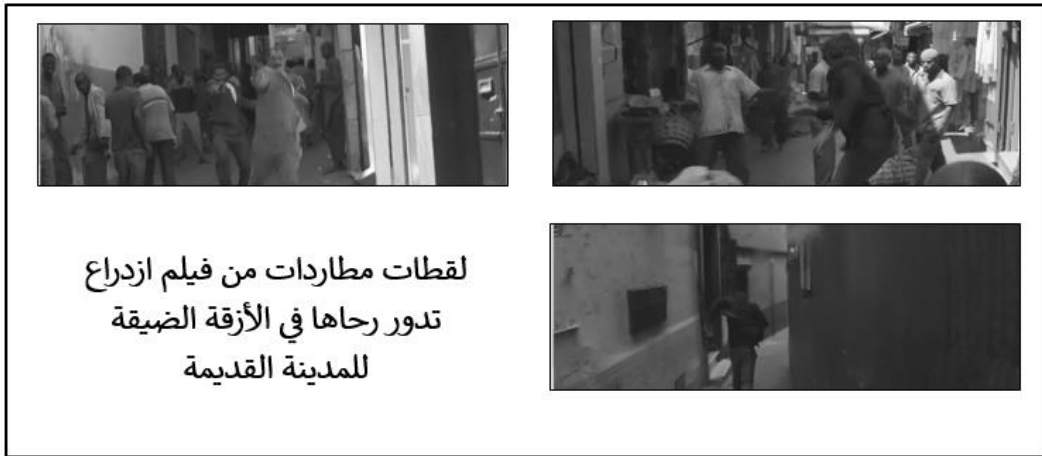 لقطات مطاردات من فيلم ازدراع
تدور رحاها في الأزقة الضيقة
للمدينة القديمة